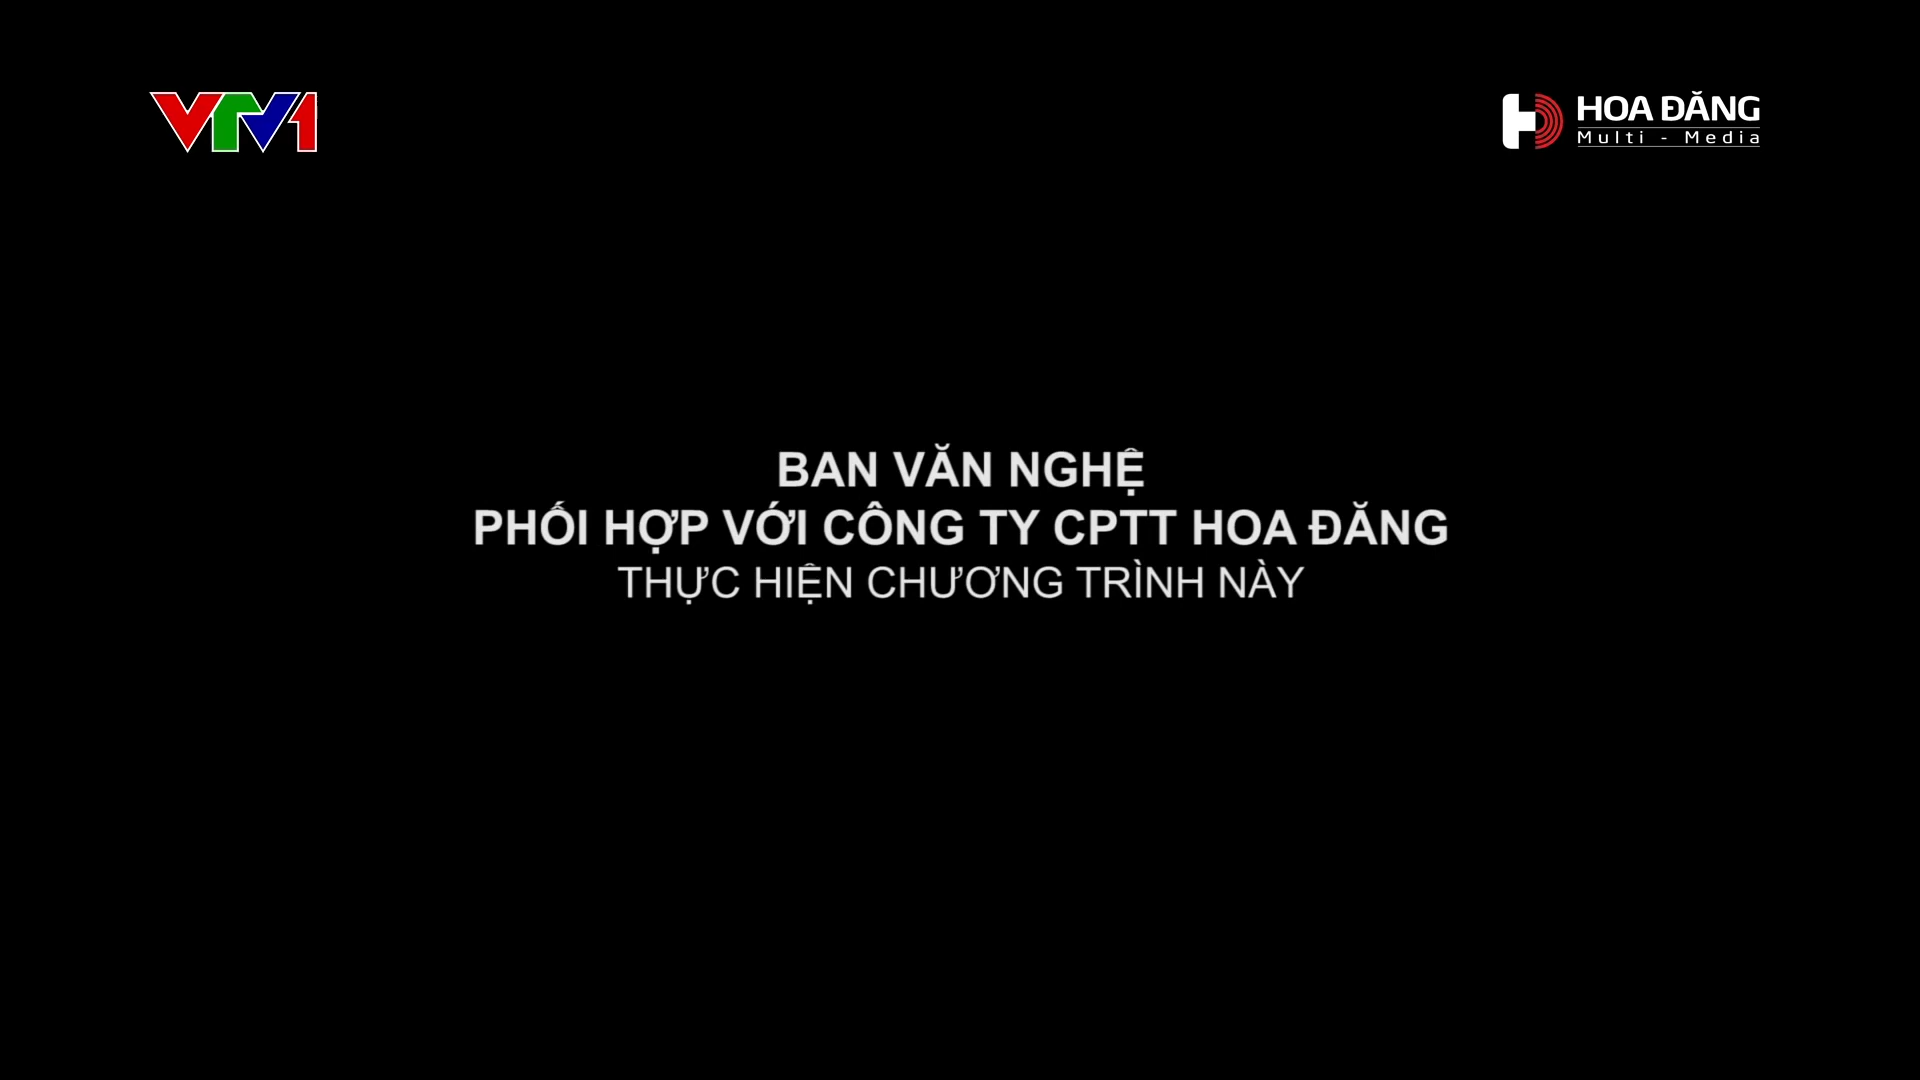 VTV1
HOA ĐĂNG
Multi - Media
BAN VĂN NGHỆ
PHỐI HỢP VỚI CÔNG TY CPTT HOA ĐĂNG
THỰC HIỆN CHƯƠNG TRÌNH NÀY